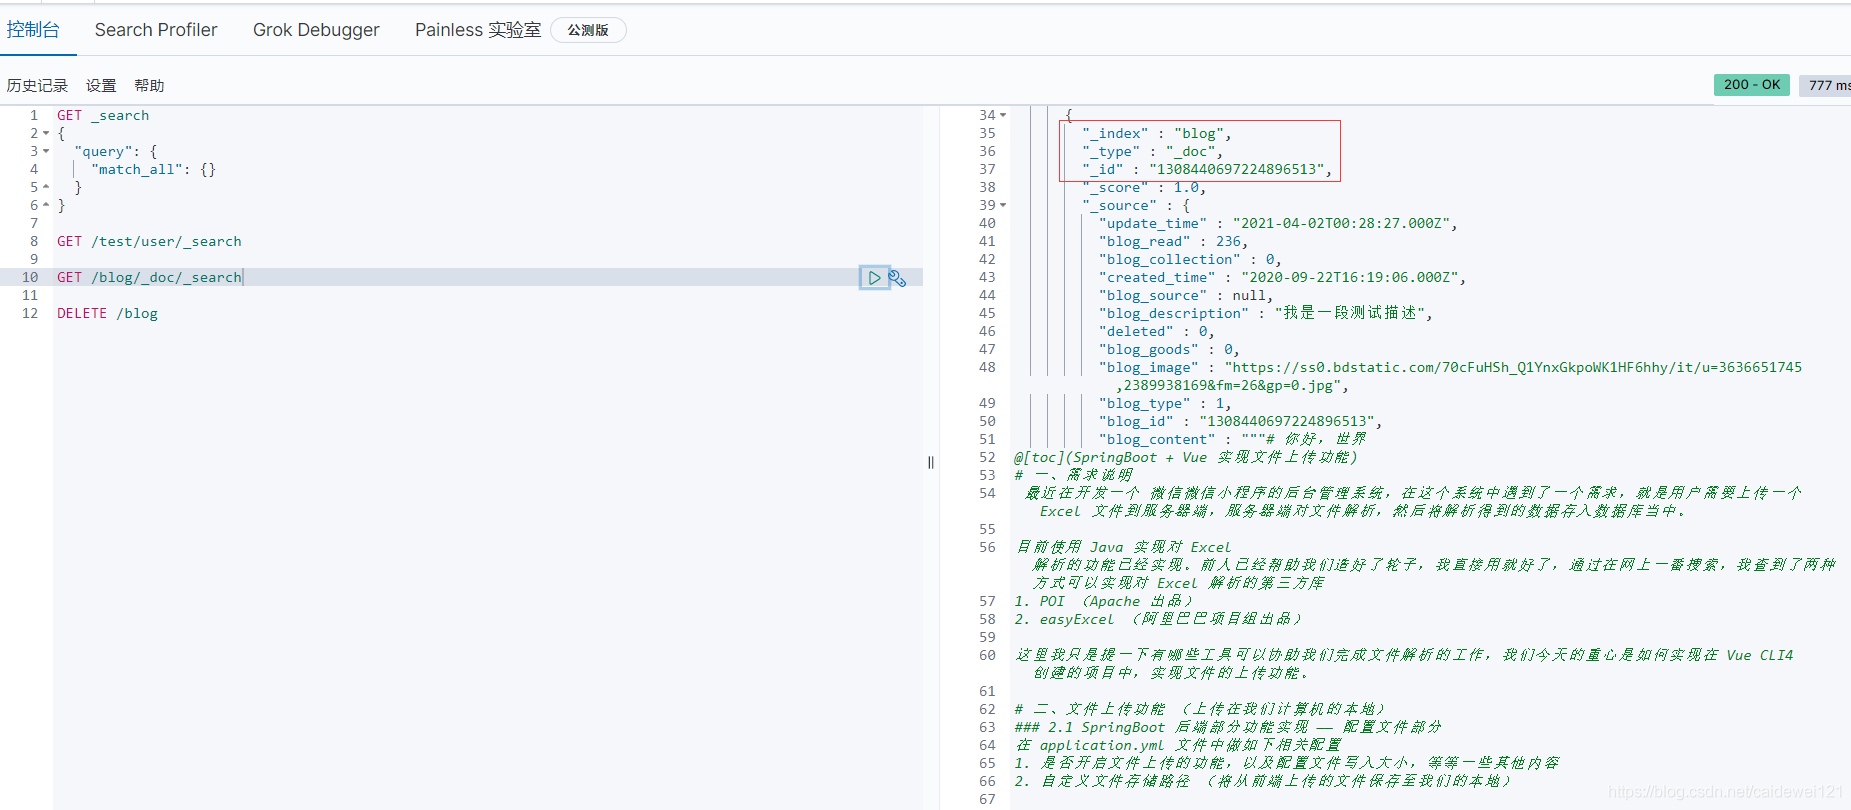 控制台 Search Profiler Grok Debugger Painless 实验室 公测版
历史记录 设置 帮助 200 - OK 777 ms
1 GET _search
2 {
3 "query": {
4 "match_all": {}
5 }
6 }
7
8 GET /test/user/_search
9
10 GET /blog/_doc/_search
11
12 DELETE /blog
34 {
35 "_index" : "blog",
36 "_type" : "_doc",
37 "_id" : "1308440697224896513",
38 "_score" : 1.0,
39 "_source" : {
40 "update_time" : "2021-04-02T00:28:27.000Z",
41 "blog_read" : 236,
42 "blog_collection" : 0,
43 "created_time" : "2020-09-22T16:19:06.000Z",
44 "blog_source" : null,
45 "blog_description" : "我是一段测试描述",
46 "deleted" : 0,
47 "blog_goods" : 0,
48 "blog_image" : "https://ss0.bdstatic.com/70cFuHSh_Q1YnxGkpoWK1HF6hhy/it/u=3636651745
,2389938169&fm=26&gp=0.jpg",
49 "blog_type" : 1,
50 "blog_id" : "1308440697224896513",
51 "blog_content" : """# 你好，世界
52 @[toc](SpringBoot + Vue 实现文件上传功能)
53 # 一、需求说明
54 最近在开发一个 微信微信小程序的后台管理系统，在这个系统中遇到了一个需求，就是用户需要上传一个
Excel 文件到服务器端，服务器端对文件解析，然后将解析得到的数据存入数据库当中。
55
56 目前使用 Java 实现对 Excel
解析的功能已经实现。前人已经帮助我们造好了轮子，我直接用就好了，通过在网上一番搜索，我查到了两种
方式可以实现对 Excel 解析的第三方库
57 1. POI （Apache 出品）
58 2. easyExcel （阿里巴巴项目组出品）
59
60 这里我只是提一下有哪些工具可以协助我们完成文件解析的工作，我们今天的重心是如何实现在 Vue CLI4
创建的项目中，实现文件的上传功能。
61
62 # 二、文件上传功能 （上传在我们计算机的本地）
63 ### 2.1 SpringBoot 后端部分功能实现 —— 配置文件部分
64 在 application.yml 文件中做如下相关配置
65 1. 是否开启文件上传的功能，以及配置文件写入大小，等等一些其他内容
66 2. 自定义文件存储路径 （将从前端上传的文件保存至我们的本地）
67
https://blog.csdn.net/caidewei121